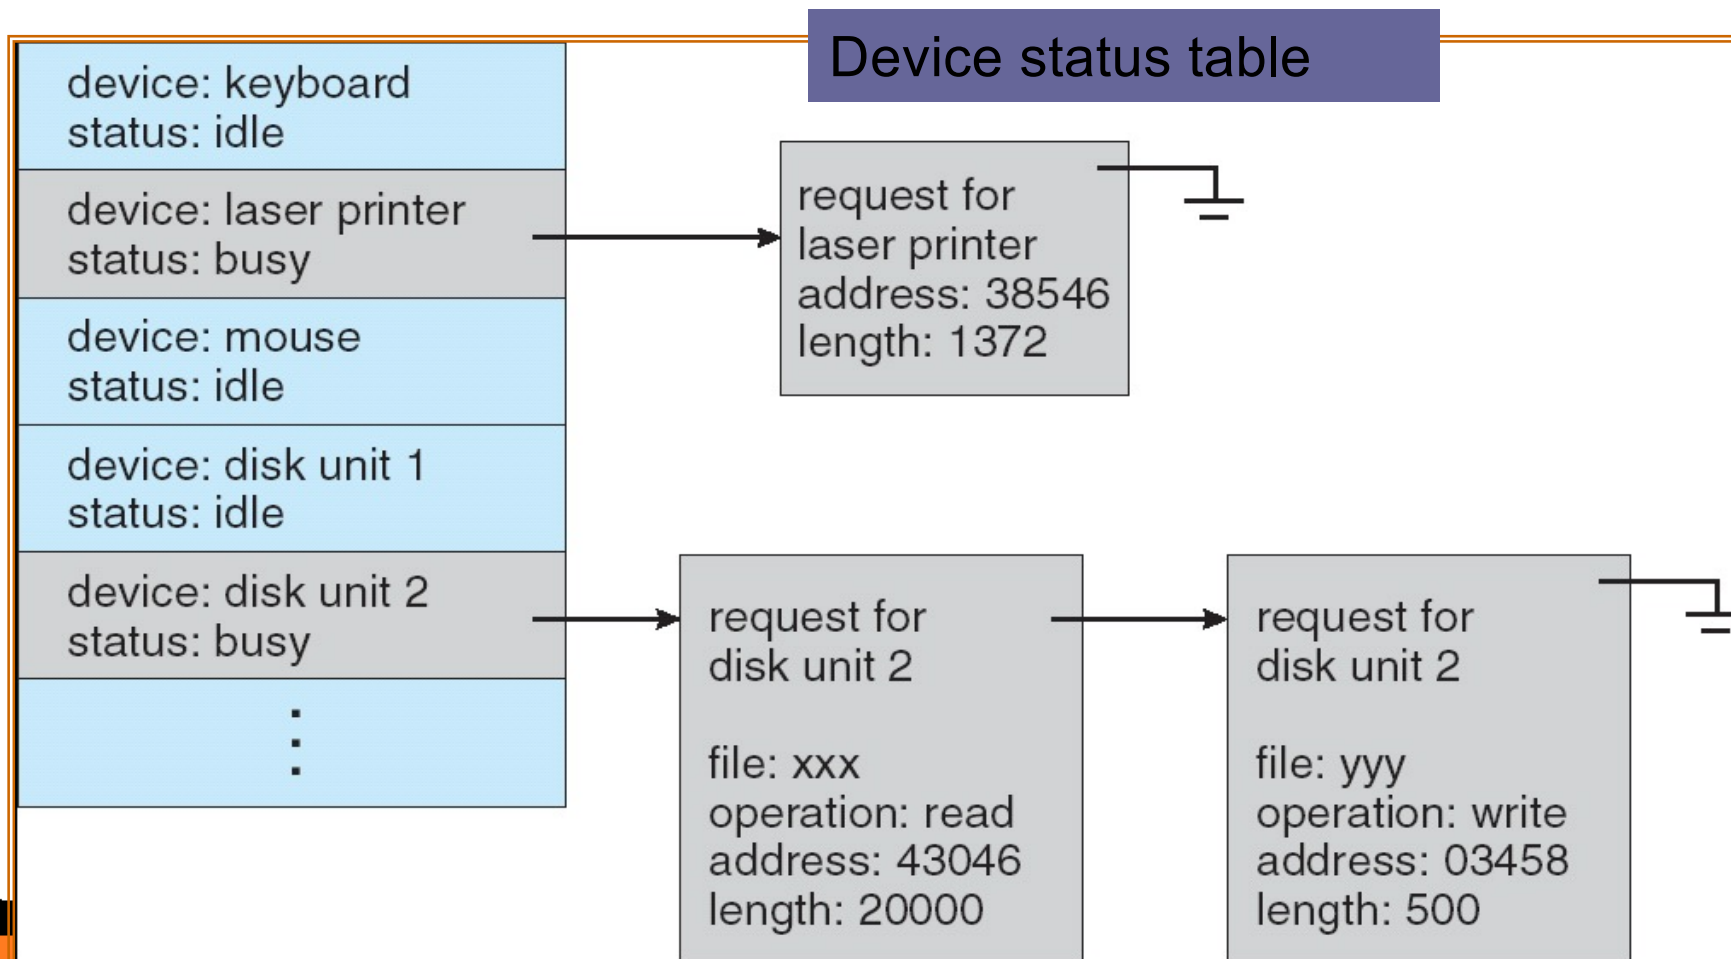 Device status table
device: keyboard
status: idle
device: laser printer
status: busy
device: mouse
status: idle
device: disk unit 1
status: idle
device: disk unit 2
status: busy
request for
laser printer
address: 38546
length: 1372
request for
disk unit 2
file: xxx
operation: read
address: 43046
length: 20000
request for
disk unit 2
file: yyy
operation: write
address: 03458
length: 500